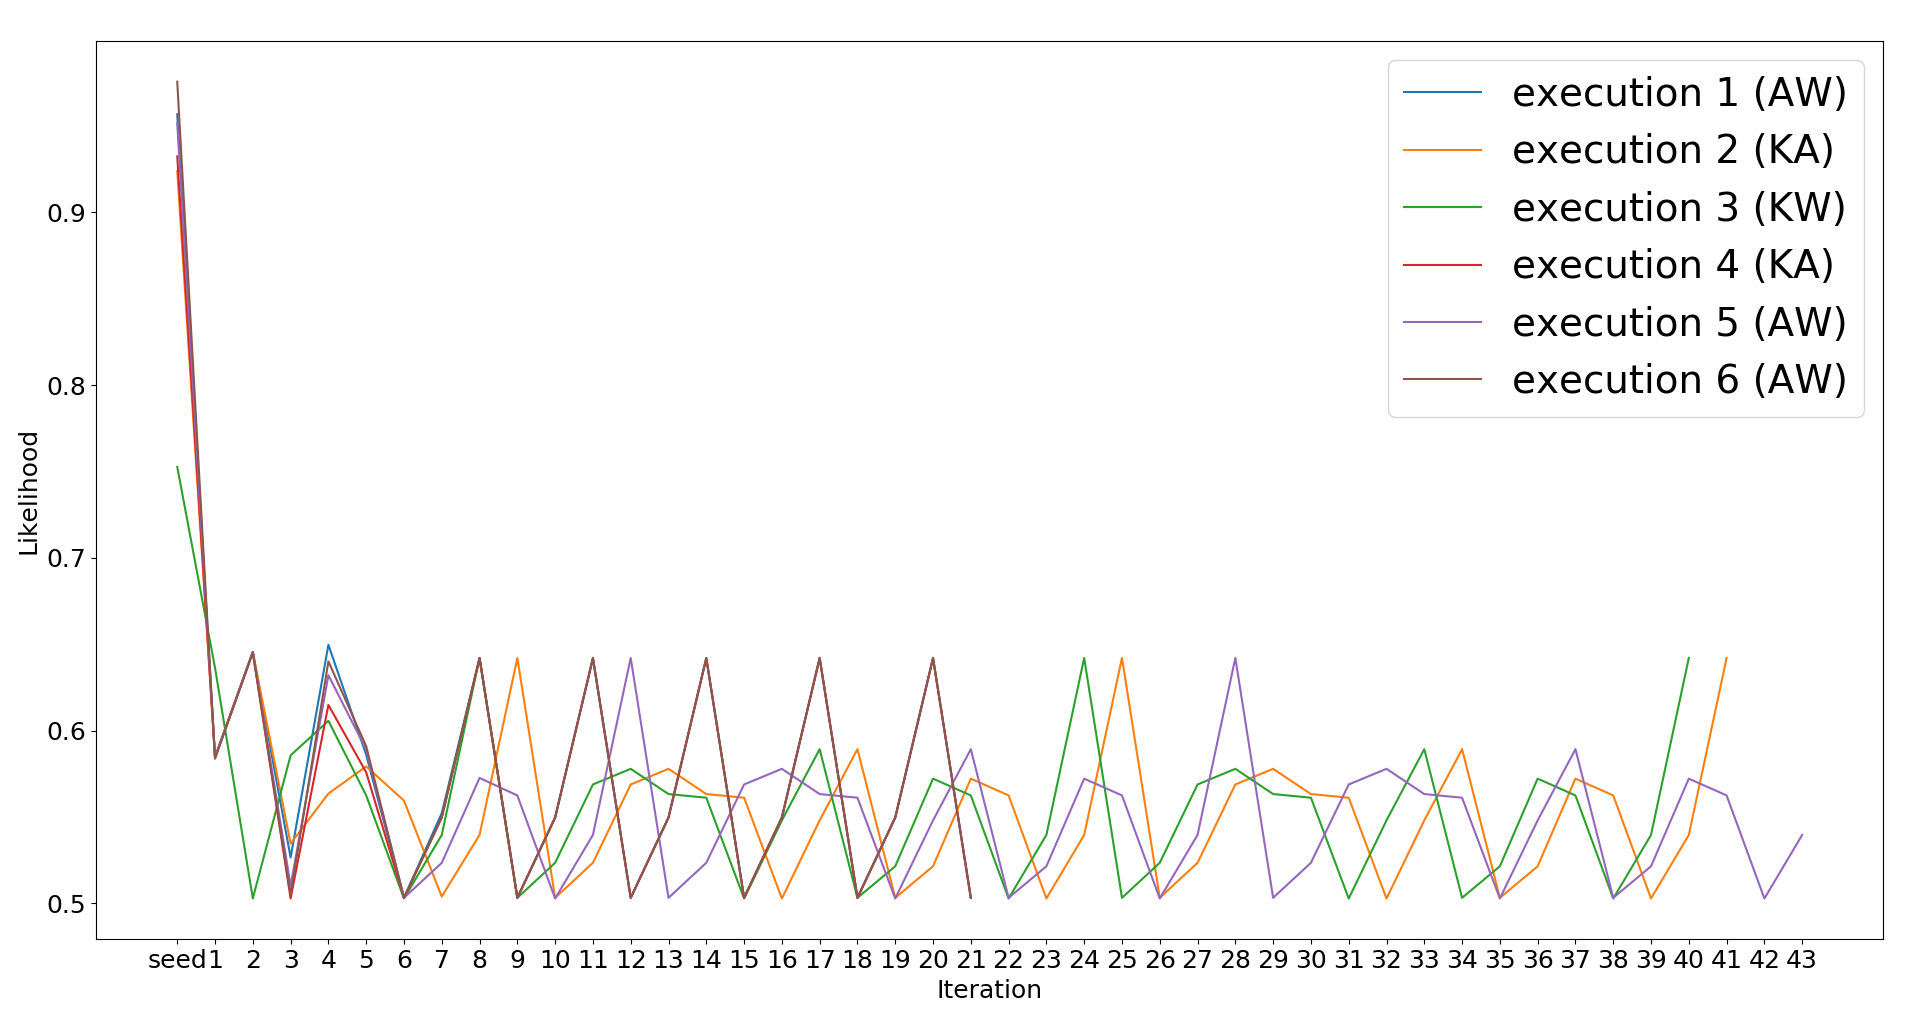 execution 1 (AW)
execution 2 (KA)
execution 3 (KW)
execution 4 (KA)
execution 5 (AW)
execution 6 (AW)
0.9
0.8
0.7
0.6
0.5
Likelihood
seed 1 2 3 4 5 6 7 8 9 10 11 12 13 14 15 16 17 18 19 20 21 22 23 24 25 26 27 28 29 30 31 32 33 34 35 36 37 38 39 40 41 42 43
Iteration